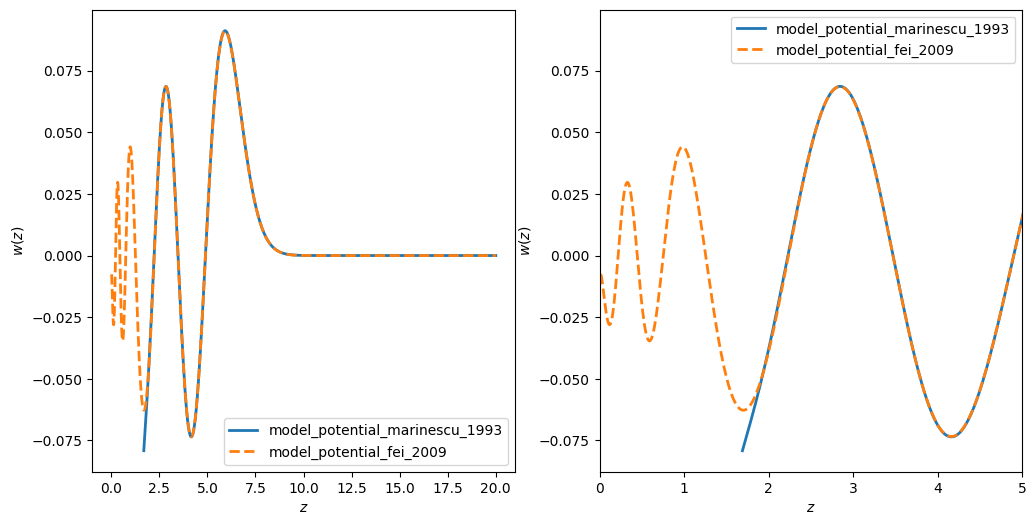 0.075
0.050
0.025
0.000
−0.025
−0.050
−0.075
w(z)
0.0 2.5 5.0 7.5 10.0 12.5 15.0 17.5 20.0
z
model_potential_marinescu_1993
model_potential_fei_2009
0.075
0.050
0.025
0.000
−0.025
−0.050
−0.075
w(z)
0 1 2 3 4 5
z
model_potential_marinescu_1993
model_potential_fei_2009